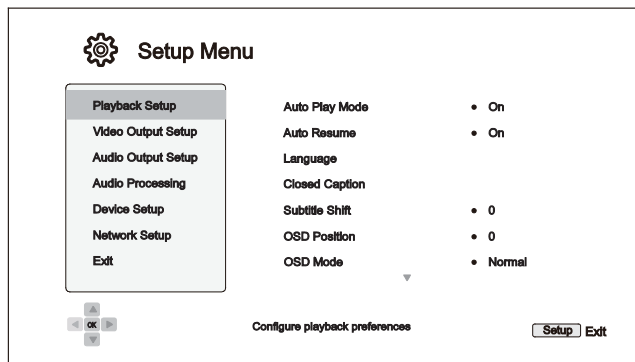 Setup Menu
Playback Setup
Video Output Setup
Audio Output Setup
Audio Processing
Device Setup
Network Setup
Exit
Auto Play Mode • On
Auto Resume • On
Language
Closed Caption
Subtitle Shift • 0
OSD Position • 0
OSD Mode • Normal
OK
Configure playback preferences
Setup Exit